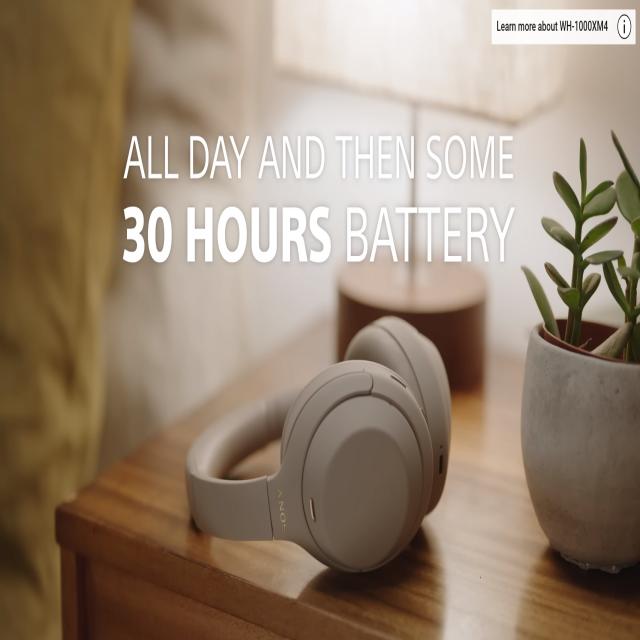 Learn more about WH-1000XM4
ALL DAY AND THEN SOME
30 HOURS BATTERY
SONY